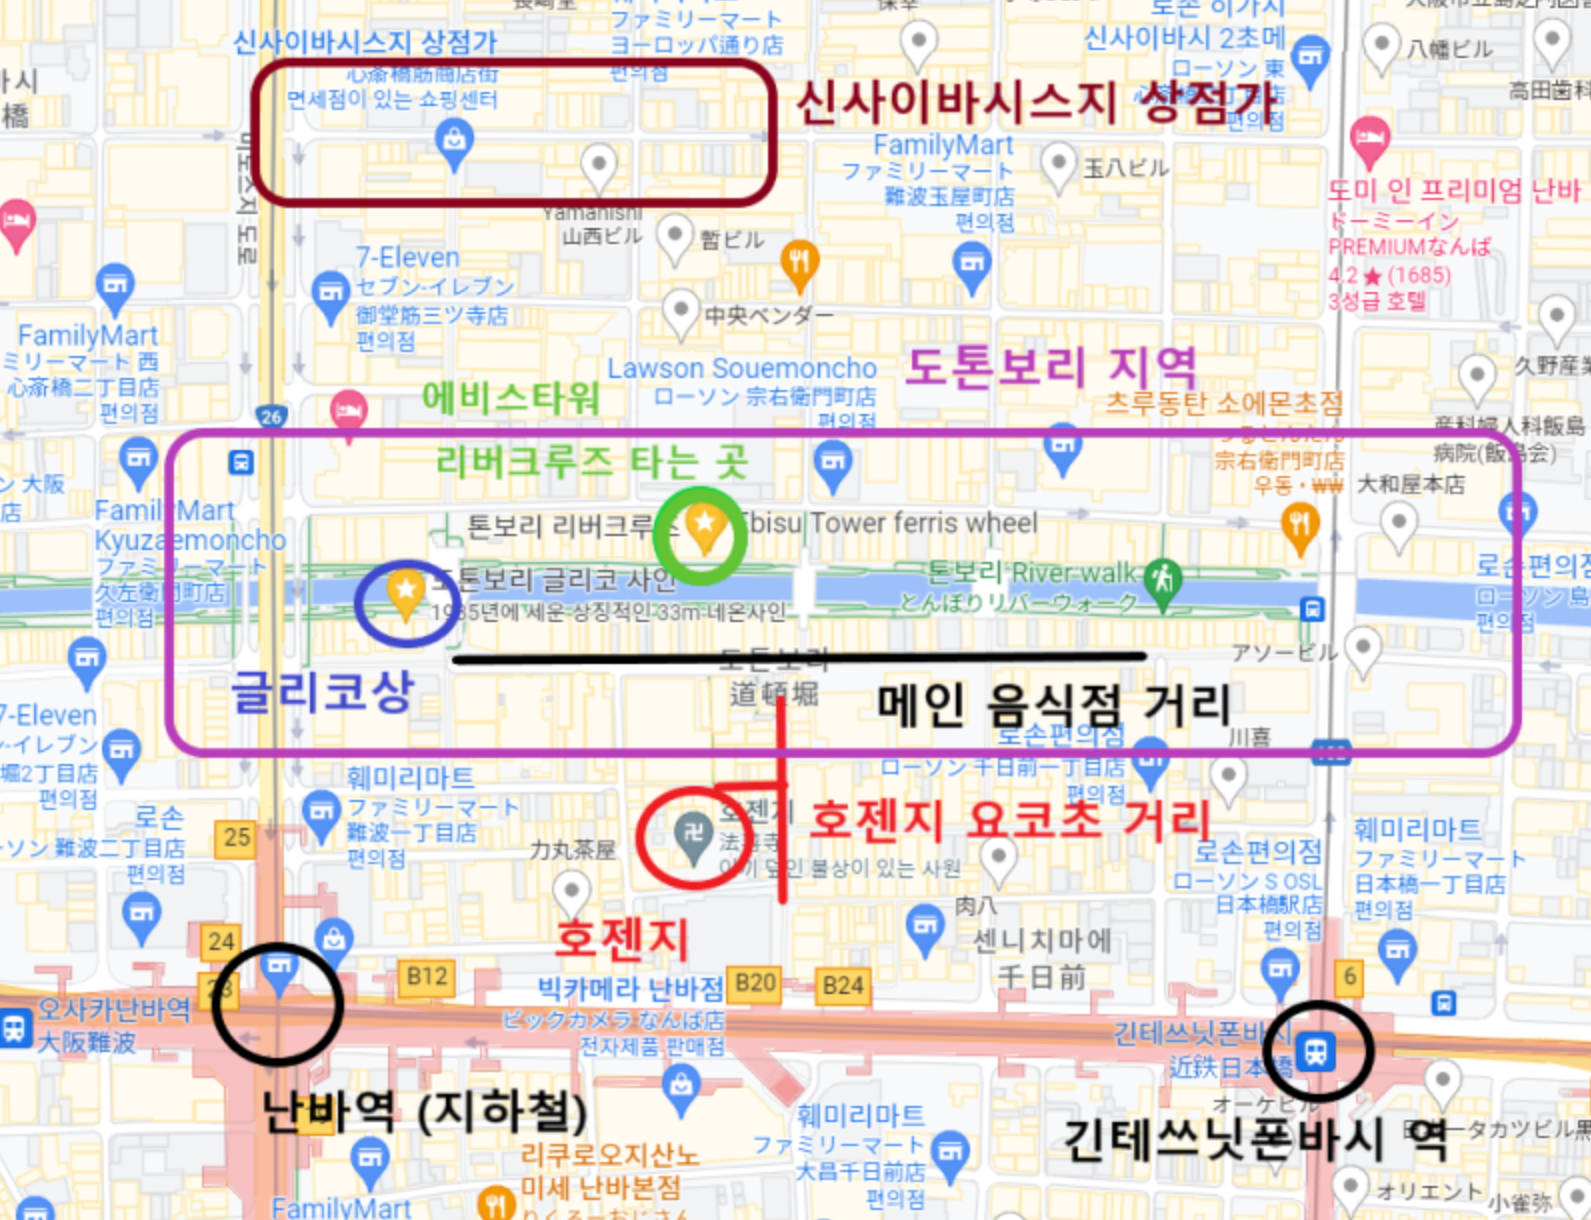 신사이바시스지 상점가
心斎橋筋商店街
면세점이 있는 쇼핑센터
ファミリーマート
ヨーロッパ通り店
편의점
신사이바시스지 상점가
신사이바시 2초메
ローソン 東
편의점
八幡ビル
高田歯科
橋
미도스지 도로
FamilyMart
ファミリーマート
難波玉屋町店
편의점
玉八ビル
도미 인 프리미엄 난바
ドーミーイン
PREMIUMなんば
4.2★ (1685)
3성급 호텔
Yamanishi
山西ビル
暫ビル
7-Eleven
セブン-イレブン
御堂筋三ツ寺店
편의점
中央ベンダー
FamilyMart
ミリーマート 西
心斎橋二丁目店
편의점
久野産業
Lawson Souemoncho
ローソン 宗右衛門町店
편의점
도톤보리 지역
에비스타워
리버크루즈 타는 곳
26
츠루동탄 소에몬초점
宗右衛門町店
우동・₩₩
産科婦人科飯島
病院(飯島会)
大和屋本店
ン 大阪
店
FamilyMart
Kyuzaemoncho
ファミリーマート
久左衛門町店
편의점
톤보리 리버크루즈
Ebisu Tower ferris wheel
도톤보리 글리코 사인
1935년에 세운 상징적인 33m 네온사인
톤보리 River walk
とんぼりリバーウォーク
로손편의점
ローソン 島
편의점
アソービル
글리코상
도톤보리
道頓堀
메인 음식점 거리
7-Eleven
-イレブン
堀2丁目店
편의점
로손편의점
ローソン 千日前一丁目店
편의점
川喜
훼미리마트
ファミリーマート
難波一丁目店
편의점
로손
ーソン 難波二丁目店
편의점
25
호젠지
法善寺
이끼 덮인 불상이 있는 사원
호젠지 요코초 거리
力丸茶屋
로손편의점
ローソン S OSL
日本橋駅店
편의점
훼미리마트
ファミリーマート
日本橋一丁目店
편의점
肉八
센니치마에
千日前
호젠지
24
23
B12
B20
B24
6
오사카난바역
大阪難波
빅카메라 난바점
ビックカメラ なんば店
전자제품 판매점
긴테쓰닛폰바시
近鉄日本橋
난바역 (지하철)
オーケビル
긴테쓰닛폰바시 역
ータカツビル
훼미리마트
ファミリーマート
大昌千日前店
편의점
리쿠로오지산노
미세 난바본점
りくろーおじさん
FamilyMart
オリエント
小雀弥